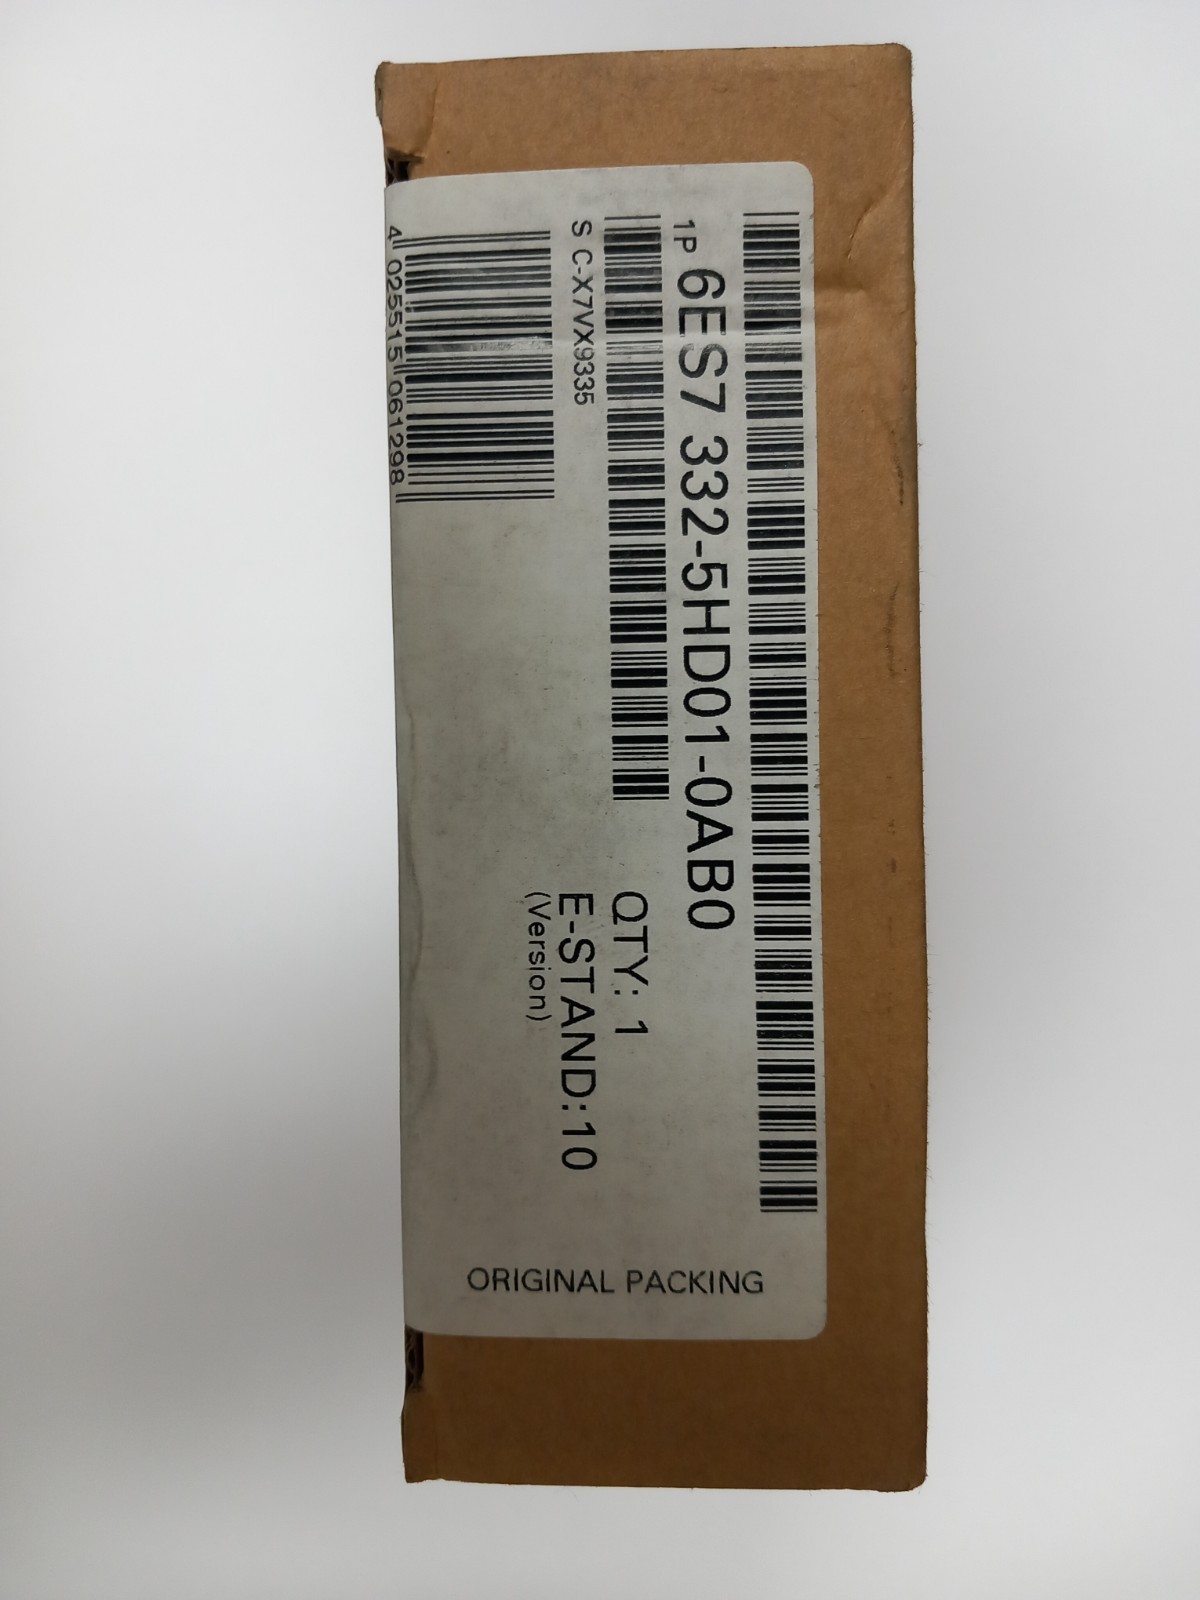 1P 6ES7 332-5HD01-0AB0
S C-X7VX9335
QTY: 1
E-STAND: 10
(Version)
4 025515 061298
ORIGINAL PACKING